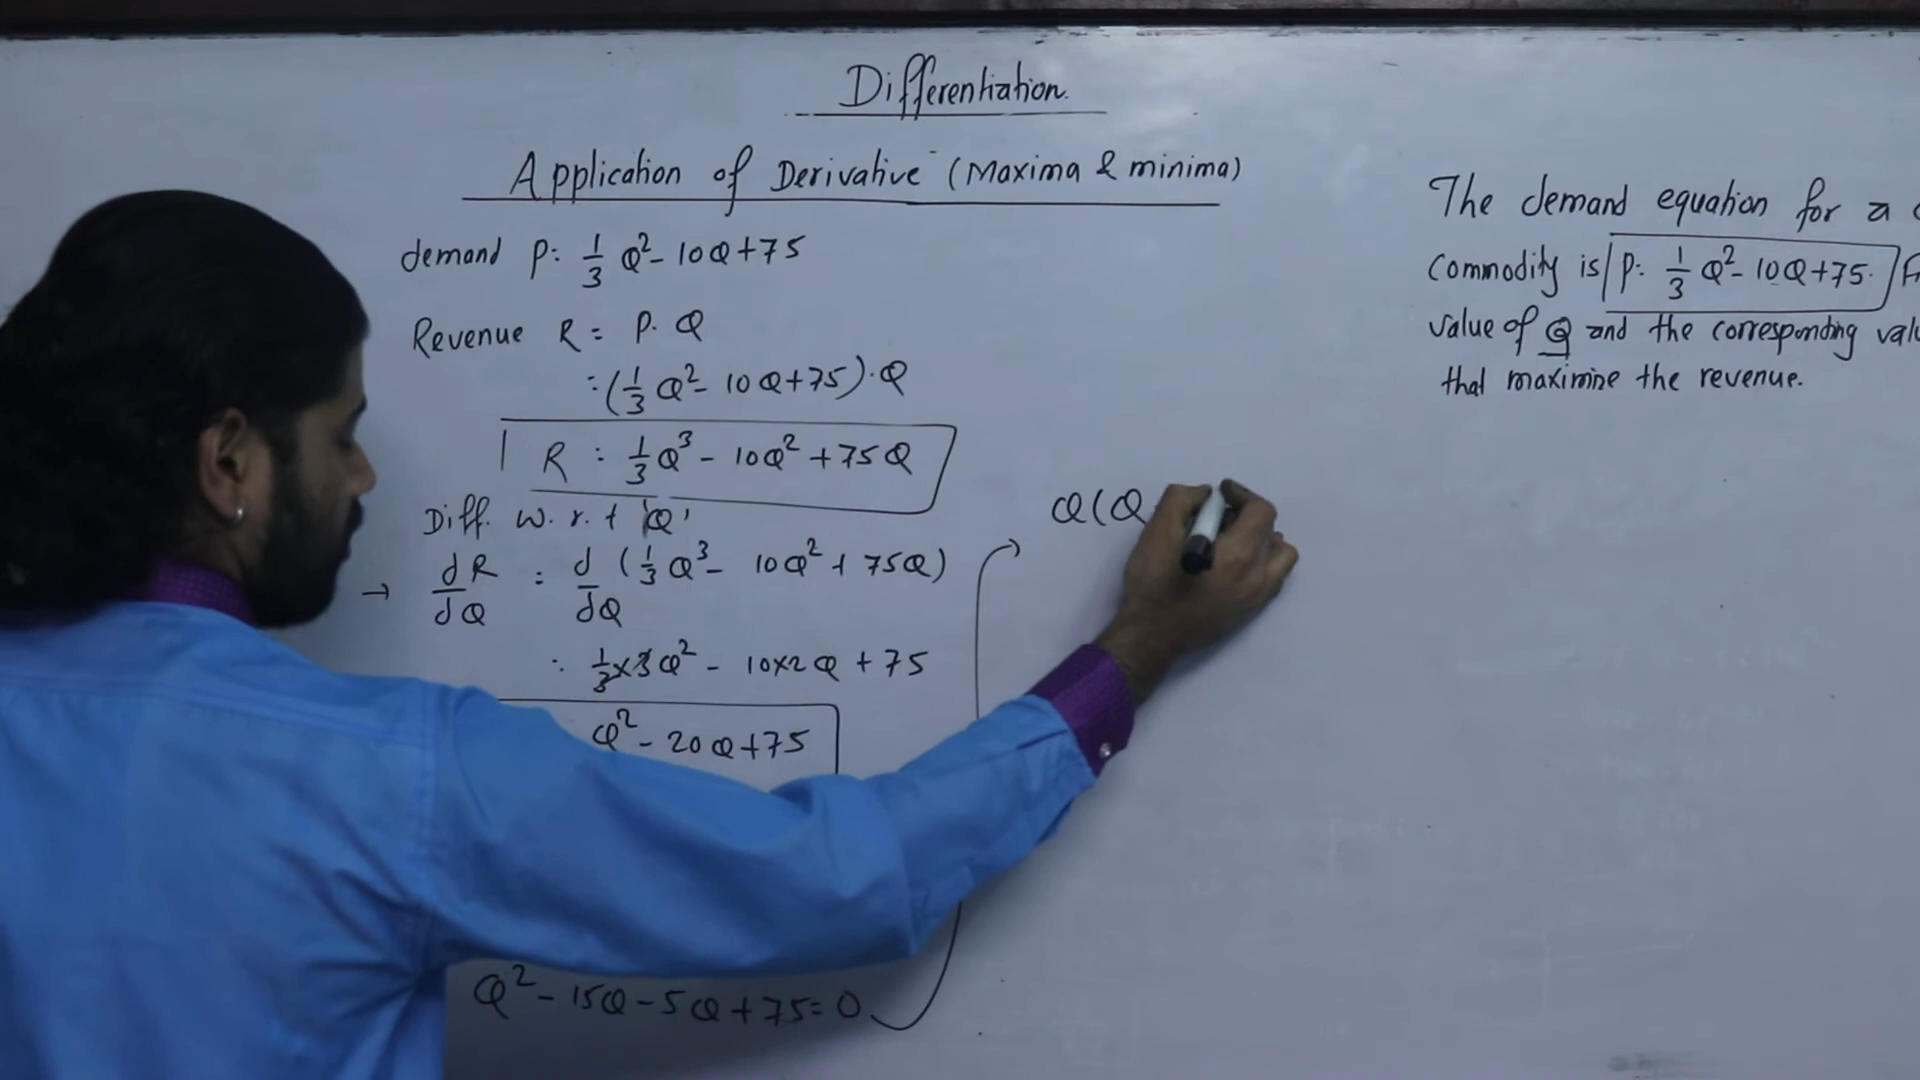 Differentiation.
Application of Derivative (Maxima & minima)
demand P: 1/3 Q² - 10Q + 75
Revenue R = P. Q
: (1/3 Q² - 10Q + 75). Q
R : 1/3 Q³ - 10Q² + 75Q
Diff. w. r. t 'Q'
→ dR/dQ = d/dQ (1/3 Q³ - 10Q² + 75Q)
: 1/3 × 3Q² - 10×2Q + 75
Q² - 20Q + 75
Q² - 15Q - 5Q + 75 = 0
Q(Q
The demand equation for a
Commodity is P: 1/3 Q² - 10Q + 75.
value of Q and the corresponding
that maximize the revenue.